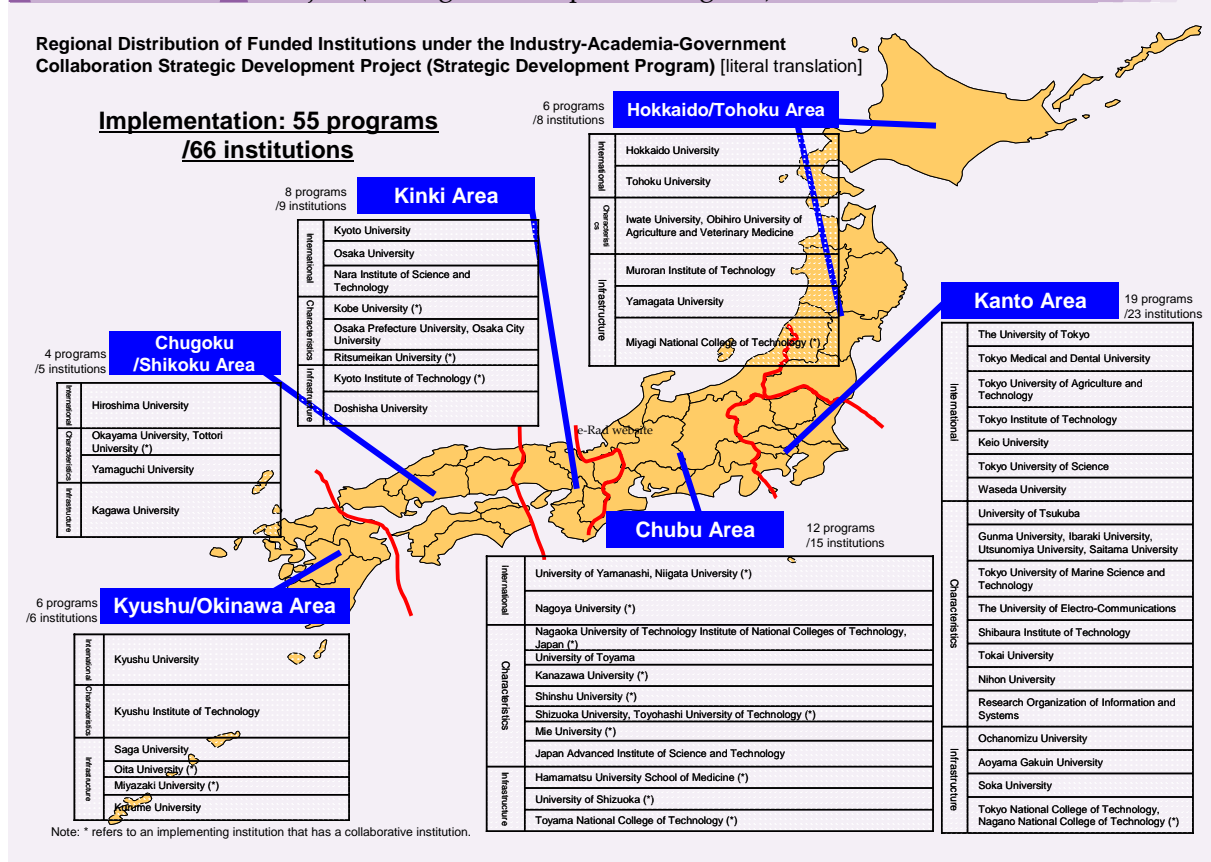 Regional Distribution of Funded Institutions under the Industry-Academia-Government
Collaboration Strategic Development Project (Strategic Development Program) [literal translation]
Implementation: 55 programs
/66 institutions
6 programs
/8 institutions
Hokkaido/Tohoku Area
International
Hokkaido University
Tohoku University
Characteristi
cs
Iwate University, Obihiro University of
Agriculture and Veterinary Medicine
Infrastructure
Muroran Institute of Technology
Yamagata University
Miyagi National College of Technology (*)
8 programs
/9 institutions
Kinki Area
International
Kyoto University
Osaka University
Nara Institute of Science and
Technology
Characteristics
Kobe University (*)
Osaka Prefecture University, Osaka City
University
Ritsumeikan University (*)
Infrastructure
Kyoto Institute of Technology (*)
Doshisha University
4 programs
/5 institutions
Chugoku
/Shikoku Area
International
Hiroshima University
Characteristics
Okayama University, Tottori
University (*)
Yamaguchi University
Infrastructure
Kagawa University
Kanto Area
19 programs
/23 institutions
International
The University of Tokyo
Tokyo Medical and Dental University
Tokyo University of Agriculture and
Technology
Tokyo Institute of Technology
Keio University
Tokyo University of Science
Waseda University
Characteristics
University of Tsukuba
Gunma University, Ibaraki University,
Utsunomiya University, Saitama University
Tokyo University of Marine Science and
Technology
The University of Electro-Communications
Shibaura Institute of Technology
Tokai University
Nihon University
Research Organization of Information and
Systems
Infrastructure
Ochanomizu University
Aoyama Gakuin University
Soka University
Tokyo National College of Technology,
Nagano National College of Technology (*)
e-Rad website
Chubu Area
12 programs
/15 institutions
International
University of Yamanashi, Niigata University (*)
Nagoya University (*)
Characteristics
Nagaoka University of Technology Institute of National Colleges of Technology,
Japan (*)
University of Toyama
Kanazawa University (*)
Shinshu University (*)
Shizuoka University, Toyohashi University of Technology (*)
Mie University (*)
Japan Advanced Institute of Science and Technology
Infrastructure
Hamamatsu University School of Medicine (*)
University of Shizuoka (*)
Toyama National College of Technology (*)
6 programs
/6 institutions
Kyushu/Okinawa Area
International
Kyushu University
Characteristics
Kyushu Institute of Technology
Infrastructure
Saga University
Oita University (*)
Miyazaki University (*)
Kurume University
Note: * refers to an implementing institution that has a collaborative institution.